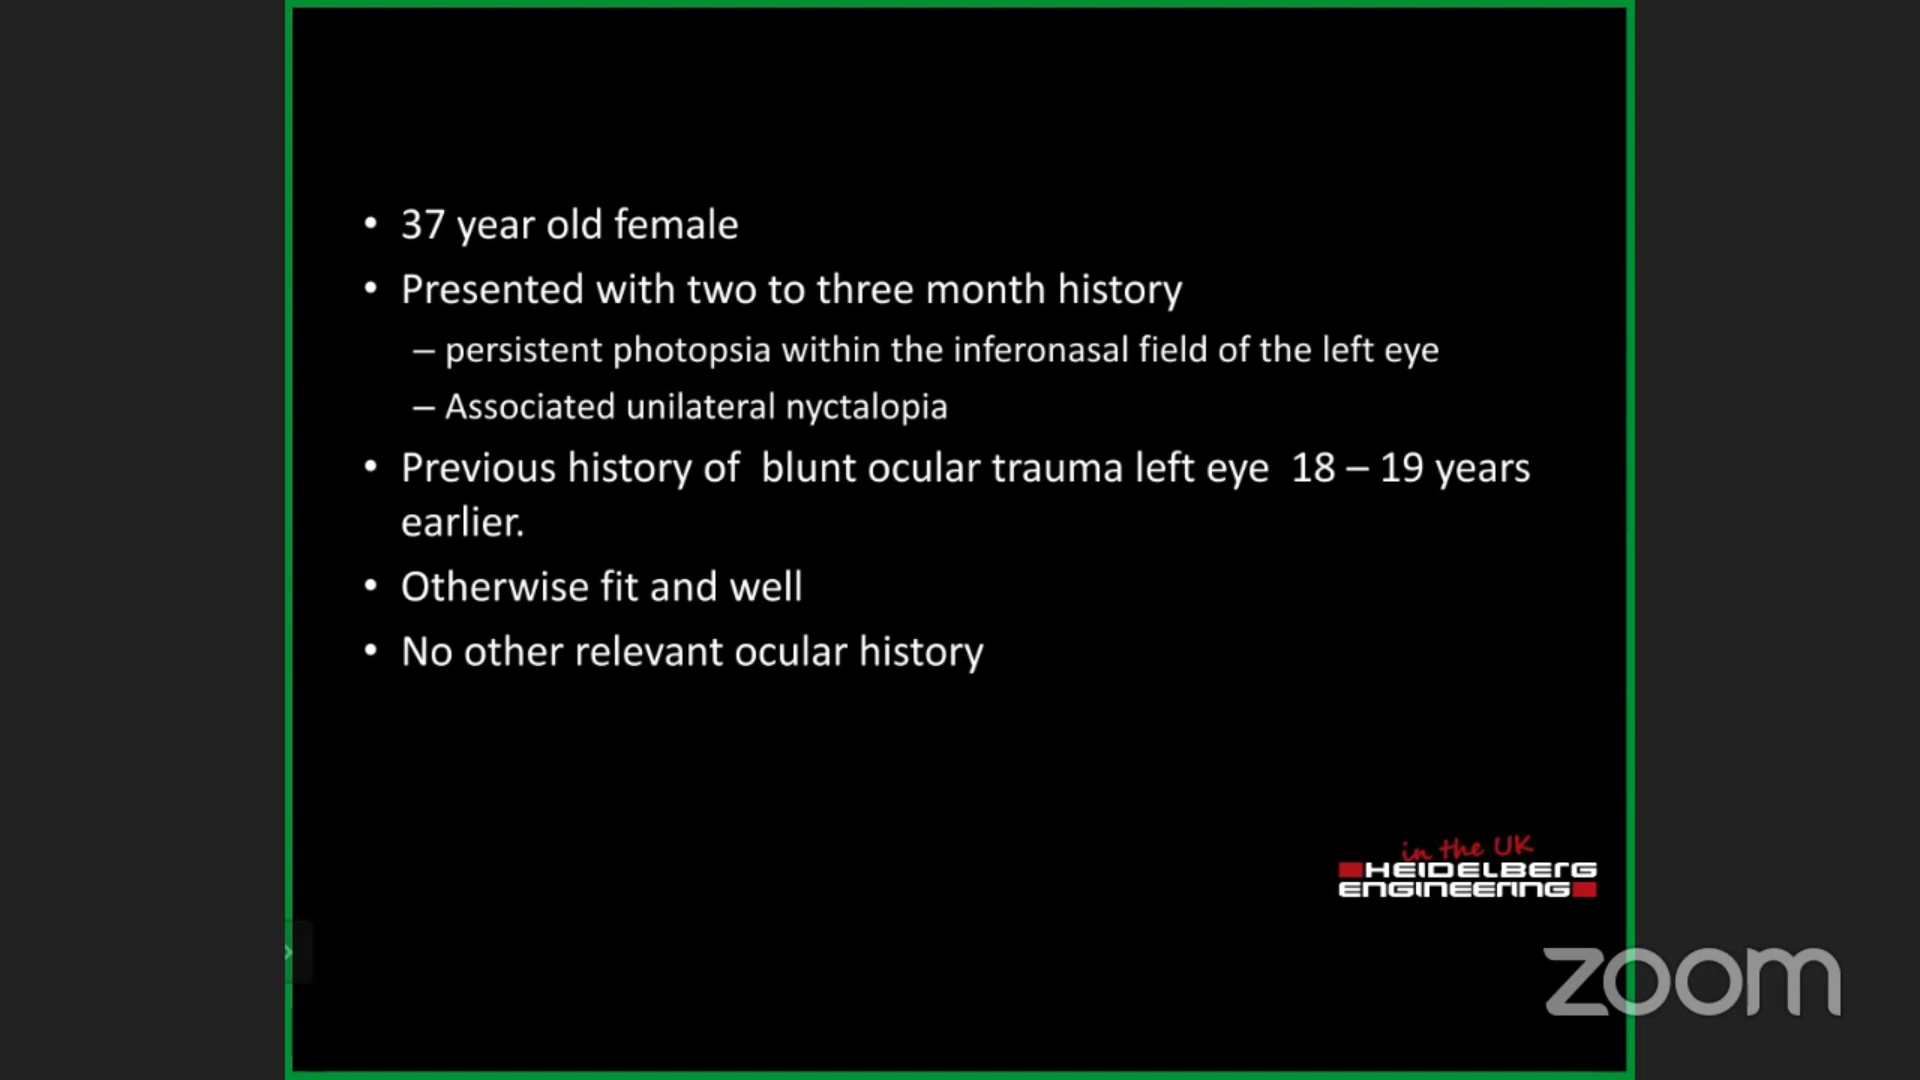 • 37 year old female
• Presented with two to three month history
– persistent photopsia within the inferonasal field of the left eye
– Associated unilateral nyctalopia
• Previous history of  blunt ocular trauma left eye  18 – 19 years
earlier.
• Otherwise fit and well
• No other relevant ocular history
in the UK
HEIDELBERG
ENGINEERING
zoom